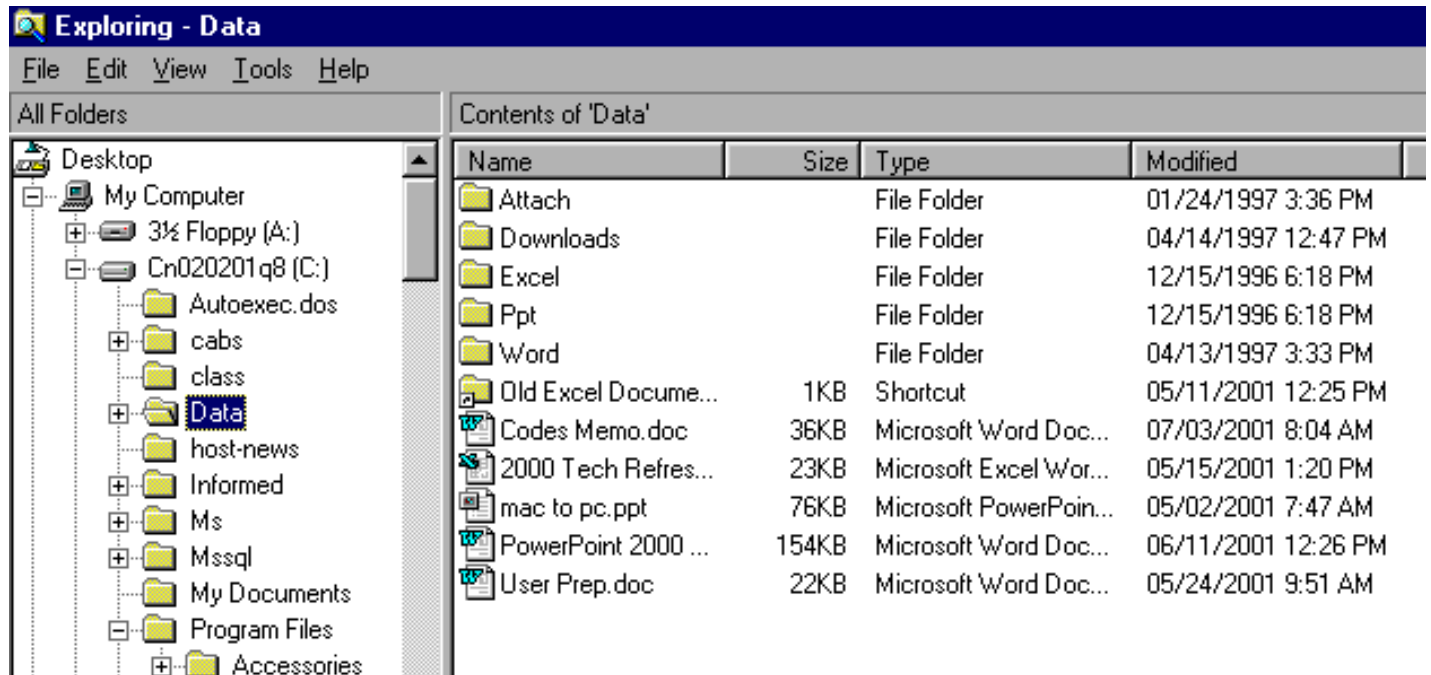 Exploring - Data
File Edit View Tools Help
All Folders
Desktop
My Computer
3½ Floppy (A:)
Cn020201q8 (C:)
Autoexec.dos
cabs
class
Data
host-news
Informed
Ms
Mssql
My Documents
Program Files
Accessories
Contents of 'Data'
Name Size Type Modified
Attach File Folder 01/24/1997 3:36 PM
Downloads File Folder 04/14/1997 12:47 PM
Excel File Folder 12/15/1996 6:18 PM
Ppt File Folder 12/15/1996 6:18 PM
Word File Folder 04/13/1997 3:33 PM
Old Excel Docume... 1KB Shortcut 05/11/2001 12:25 PM
Codes Memo.doc 36KB Microsoft Word Doc... 07/03/2001 8:04 AM
2000 Tech Refres... 23KB Microsoft Excel Wor... 05/15/2001 1:20 PM
mac to pc.ppt 76KB Microsoft PowerPoin... 05/02/2001 7:47 AM
PowerPoint 2000 ... 154KB Microsoft Word Doc... 06/11/2001 12:26 PM
User Prep.doc 22KB Microsoft Word Doc... 05/24/2001 9:51 AM